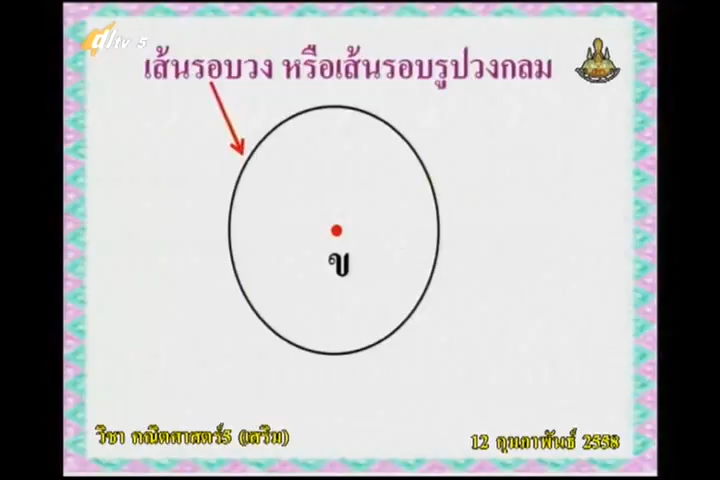 dltv 5
เส้นรอบวง หรือเส้นรอบรูปวงกลม
ข
วิชา คณิตศาสตร์5 (เสริม)
12 กุมภาพันธ์ 2558